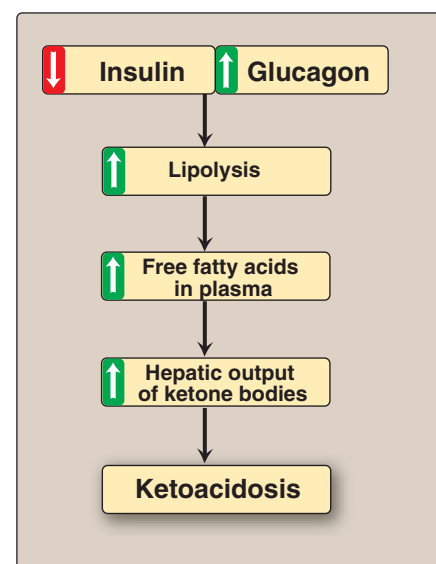 Insulin Glucagon
Lipolysis
Free fatty acids
in plasma
Hepatic output
of ketone bodies
Ketoacidosis